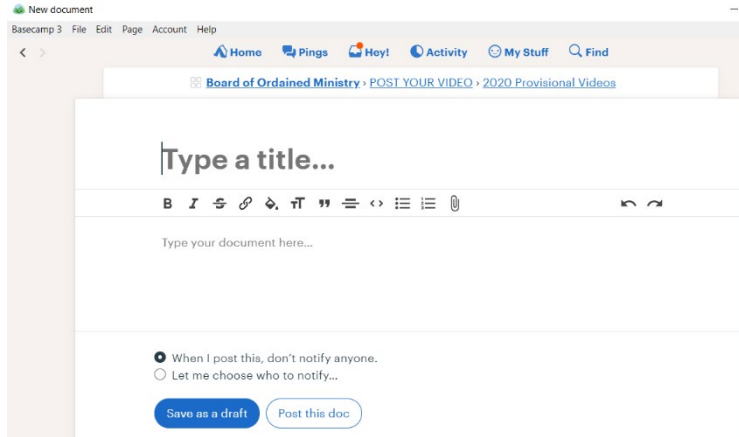 New document
Basecamp 3 File Edit Page Account Help
Home Pings Hey! Activity My Stuff Find
Board of Ordained Ministry › POST YOUR VIDEO › 2020 Provisional Videos
Type a title...
B I S TT
Type your document here...
When I post this, don't notify anyone.
Let me choose who to notify...
Save as a draft Post this doc